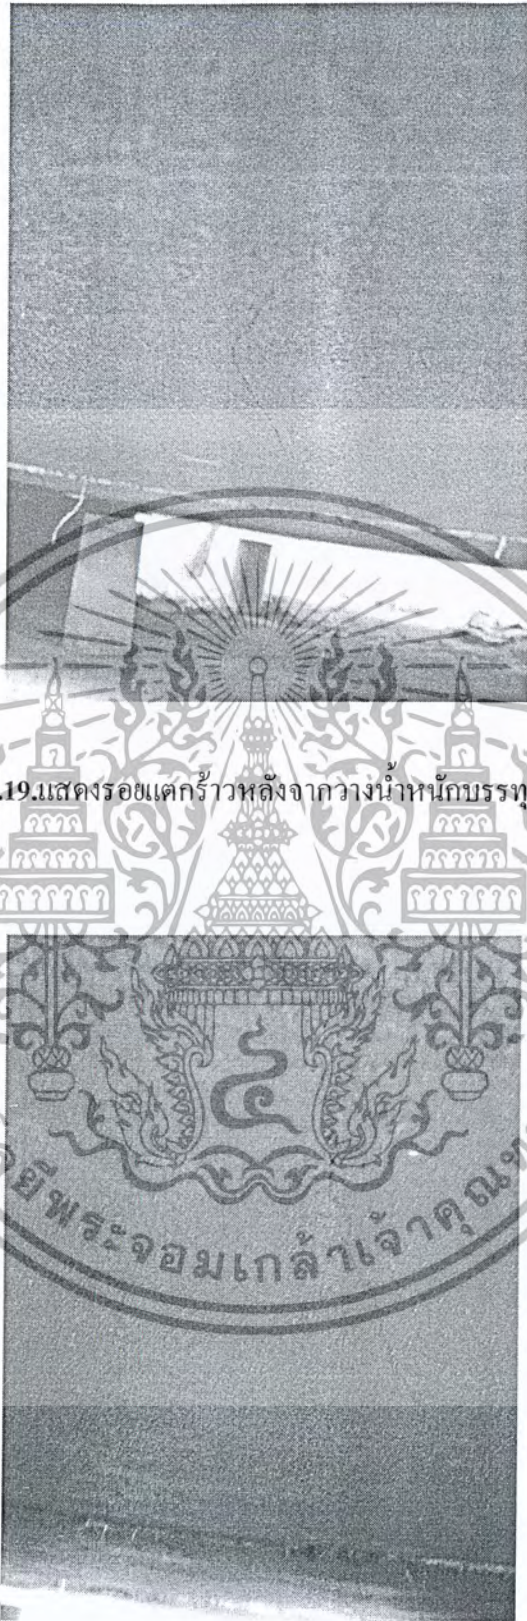 .19.แสดงรอยแตกร้าวหลังจากวางน้ำหนักบรรทุ
ยีพระจอมเกล้าเจ้าคุณท